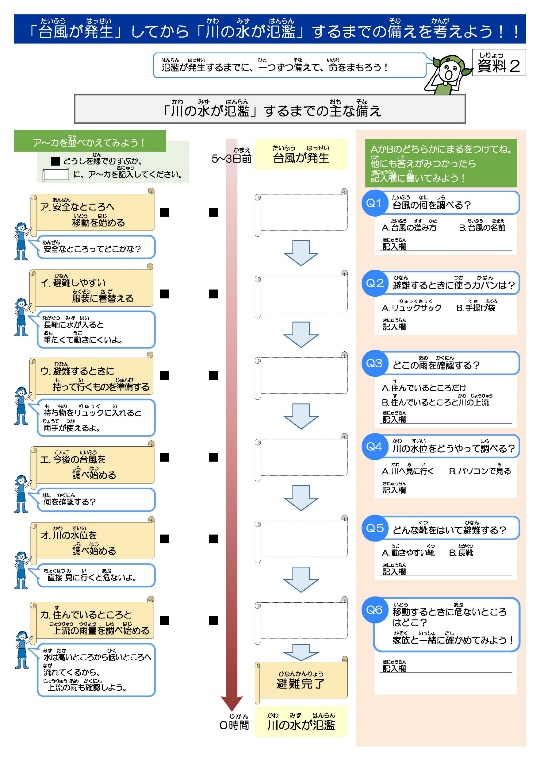 「台風が発生」してから「川の水が氾濫」するまでの備えを考えよう！！
氾濫が発生するまでに、一つずつ備えて、命をまもろう！
資料２
「川の水が氾濫」するまでの主な備え
ア～カを並べかえてみよう！
■ どうしを線でむすぶか、
に、ア～カを記入してください。
ア.安全なところへ
移動を始める
安全なところってどこかな？
イ.避難しやすい
服装に着替える
長靴に水が入ると
重たくて動きにくいよ。
ウ.避難するときに
持って行くものを準備する
持ち物をリュックに入れると
両手が使えるよ。
エ.今後の台風を
調べ始める
何を確認する？
オ.川の水位を
調べ始める
直接 見に行くと危ないよ。
カ.住んでいるところと
上流の雨量を調べ始める
水は高いところから低いところへ
流れてくるから、
上流の雨も確認しよう。
5～3日前
台風が発生
避難完了
0時間
川の水が氾濫
AかBのどちらかにまるをつけてね。
他にも答えがみつかったら
記入欄に書いてみよう！
Q1 台風の何を調べる？
A.台風の進み方 B.台風の名前
記入欄
Q2 避難するときに使うカバンは？
A.リュックサック B.手提げ袋
記入欄
Q3 どこの雨を確認する？
A.住んでいるところだけ
B.住んでいるところと川の上流
記入欄
Q4 川の水位をどうやって調べる？
A.川へ見に行く B.パソコンで見る
記入欄
Q5 どんな靴をはいて避難する？
A.動きやすい靴 B.長靴
記入欄
Q6 移動するときに危ないところ
はどこ？
家族と一緒に確かめてみよう！
記入欄